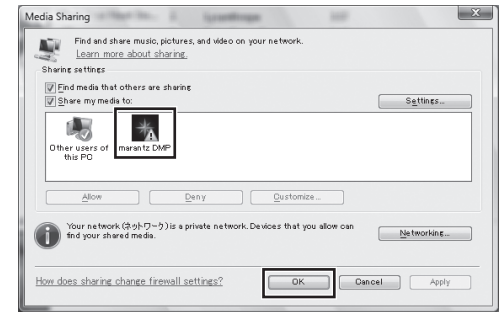 Media Sharing
Find and share music, pictures, and video on your network.
Learn more about sharing.
Sharing settings
Find media that others are sharing
Share my media to:
Settings...
Other users of
this PC
marantz DMP
Allow
Deny
Customize...
Your network (ネットワーク) is a private network. Devices that you allow can
find your shared media.
Networking...
How does sharing change firewall settings?
OK
Cancel
Apply